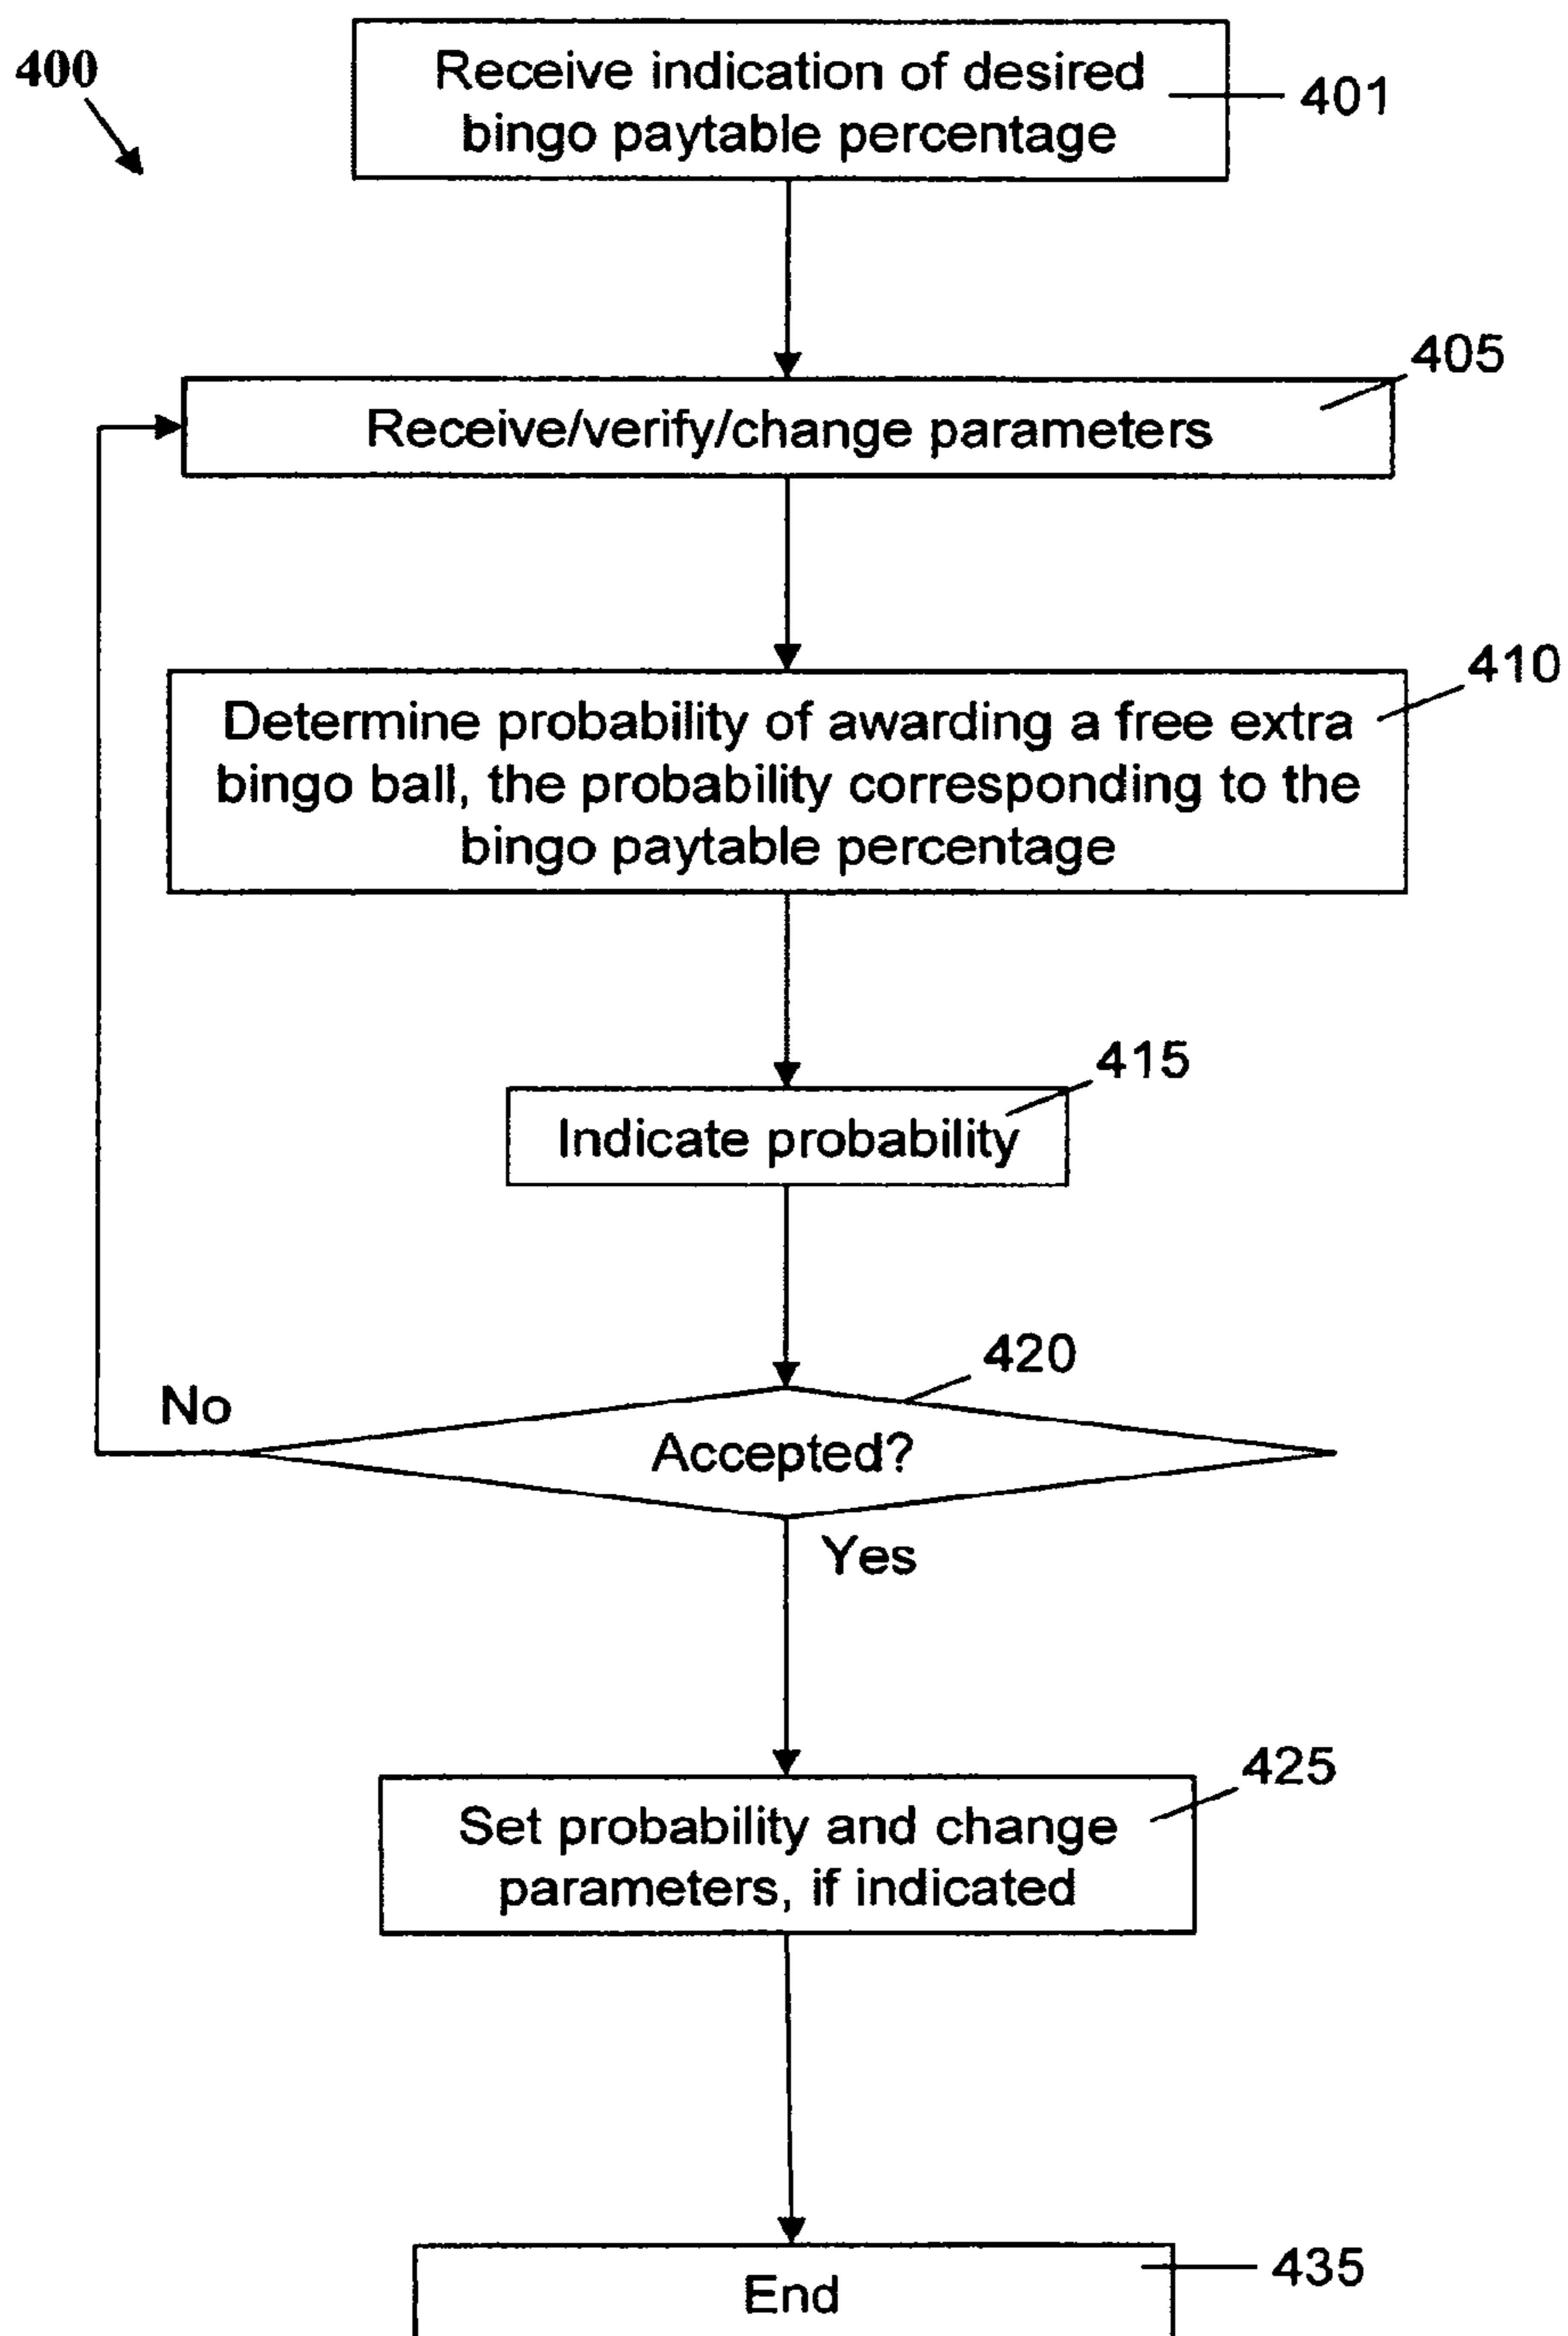 400
Receive indication of desired
bingo paytable percentage
401
405
Receive/verify/change parameters
410
Determine probability of awarding a free extra
bingo ball, the probability corresponding to the
bingo paytable percentage
415
Indicate probability
420
No
Accepted?
Yes
425
Set probability and change
parameters, if indicated
435
End